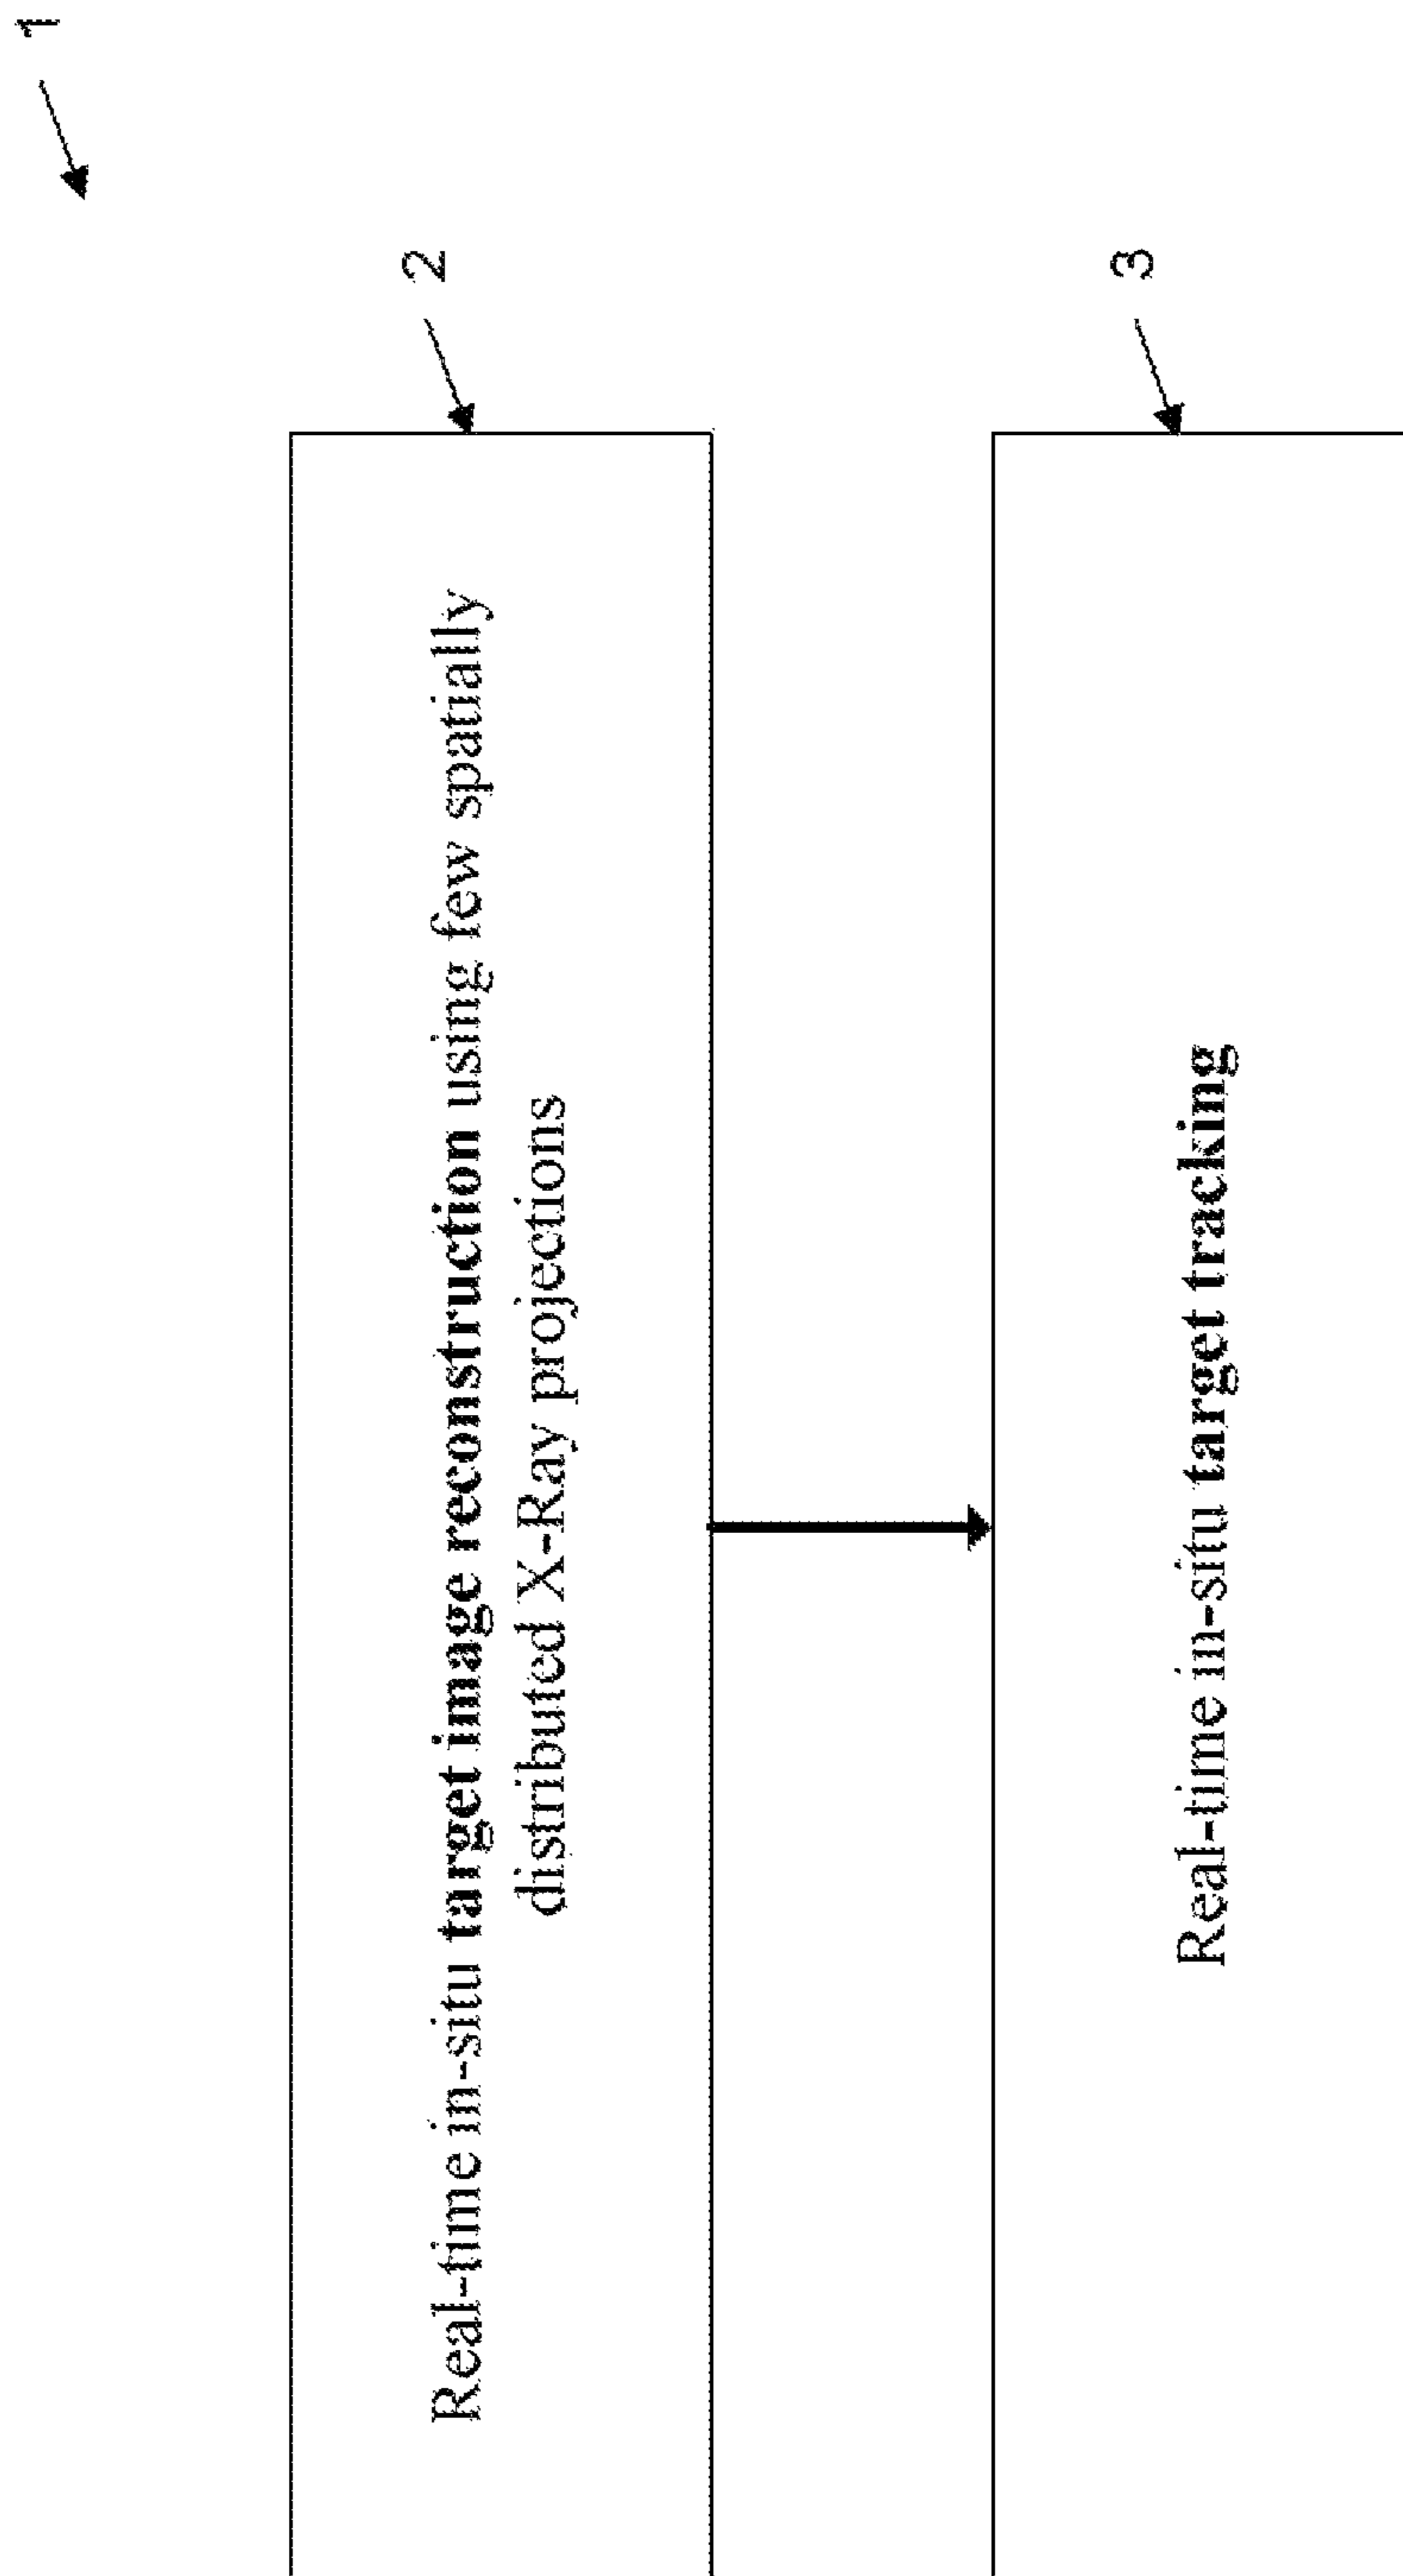 1
2
Real-time in-situ target image reconstruction using few spatially
distributed X-Ray projections
3
Real-time in-situ target tracking